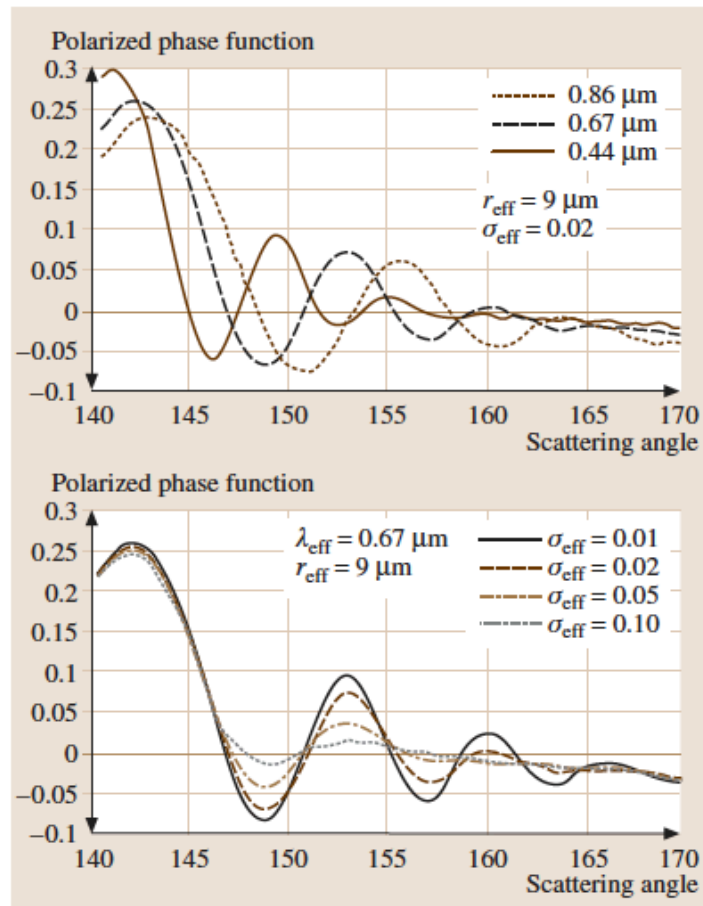 Polarized phase function
0.3
0.25
0.2
0.15
0.1
0.05
0
−0.05
−0.1
0.86 μm
0.67 μm
0.44 μm
r_eff = 9 μm
σ_eff = 0.02
140 145 150 155 160 165 170
Scattering angle
Polarized phase function
0.3
0.25
0.2
0.15
0.1
0.05
0
−0.05
−0.1
λ_eff = 0.67 μm
r_eff = 9 μm
σ_eff = 0.01
σ_eff = 0.02
σ_eff = 0.05
σ_eff = 0.10
140 145 150 155 160 165 170
Scattering angle